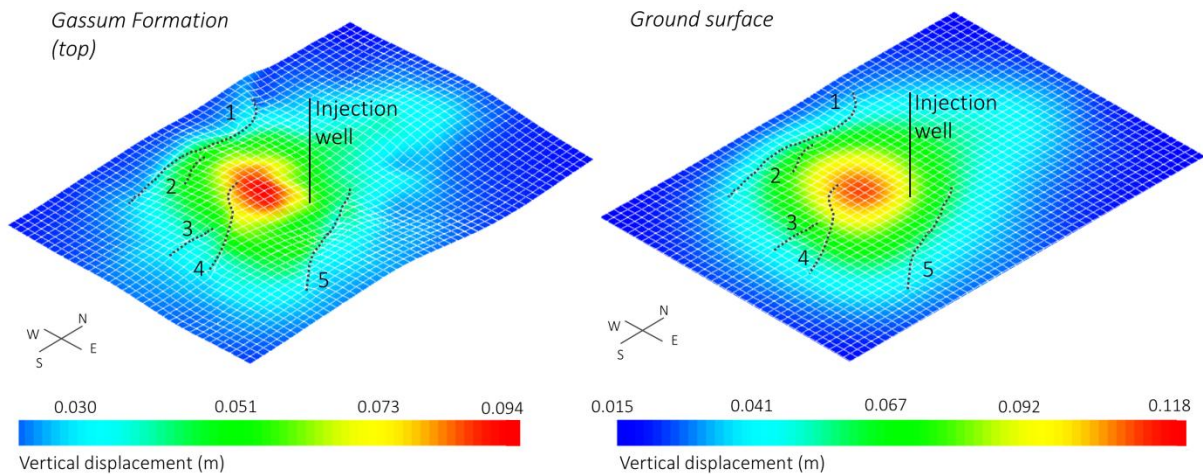 Gassum Formation
(top)
1
Injection
well
2
3
4
5
N
W
E
S
0.030 0.051 0.073 0.094
Vertical displacement (m)
Ground surface
1
Injection
well
2
3
4
5
N
W
E
S
0.015 0.041 0.067 0.092 0.118
Vertical displacement (m)